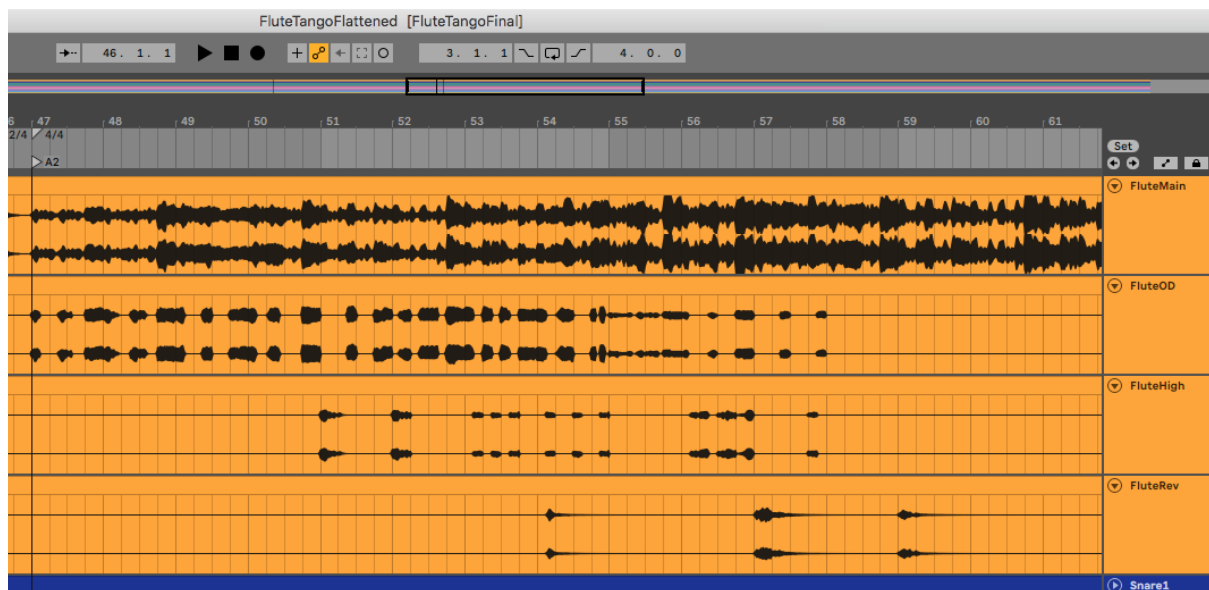 FluteTangoFlattened [FluteTangoFinal]
46. 1. 1 3. 1. 1 4. 0. 0
6 47 48 49 50 51 52 53 54 55 56 57 58 59 60 61
2/4 4/4
Set
A2
FluteMain
FluteOD
FluteHigh
FluteRev
Snare1